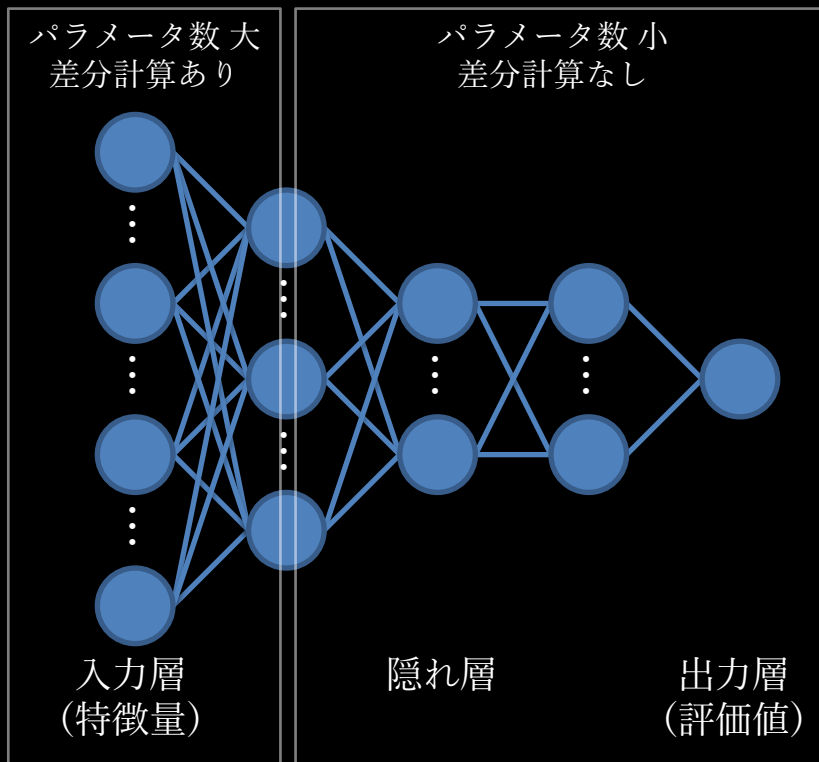 パラメータ数 大
差分計算あり
パラメータ数 小
差分計算なし
入力層
(特徴量)
隠れ層
出力層
(評価値)